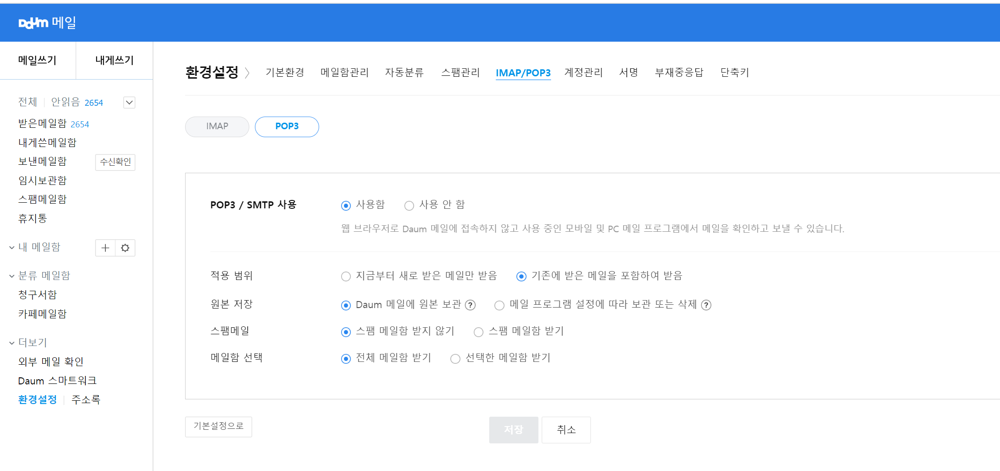 Daum 메일
메일쓰기 내게쓰기
전체 안읽음 2654
받은메일함 2654
내게쓴메일함
보낸메일함 수신확인
임시보관함
스팸메일함
휴지통
내 메일함
분류 메일함
청구서함
카페메일함
더보기
외부 메일 확인
Daum 스마트워크
환경설정 주소록
환경설정 기본환경 메일함관리 자동분류 스팸관리 IMAP/POP3 계정관리 서명 부재중응답 단축키
IMAP POP3
POP3 / SMTP 사용 사용함 사용 안 함
웹 브라우저로 Daum 메일에 접속하지 않고 사용 중인 모바일 및 PC 메일 프로그램에서 메일을 확인하고 보낼 수 있습니다.
적용 범위 지금부터 새로 받은 메일만 받음 기존에 받은 메일을 포함하여 받음
원본 저장 Daum 메일에 원본 보관 ? 메일 프로그램 설정에 따라 보관 또는 삭제 ?
스팸메일 스팸 메일함 받지 않기 스팸 메일함 받기
메일함 선택 전체 메일함 받기 선택한 메일함 받기
기본설정으로 저장 취소